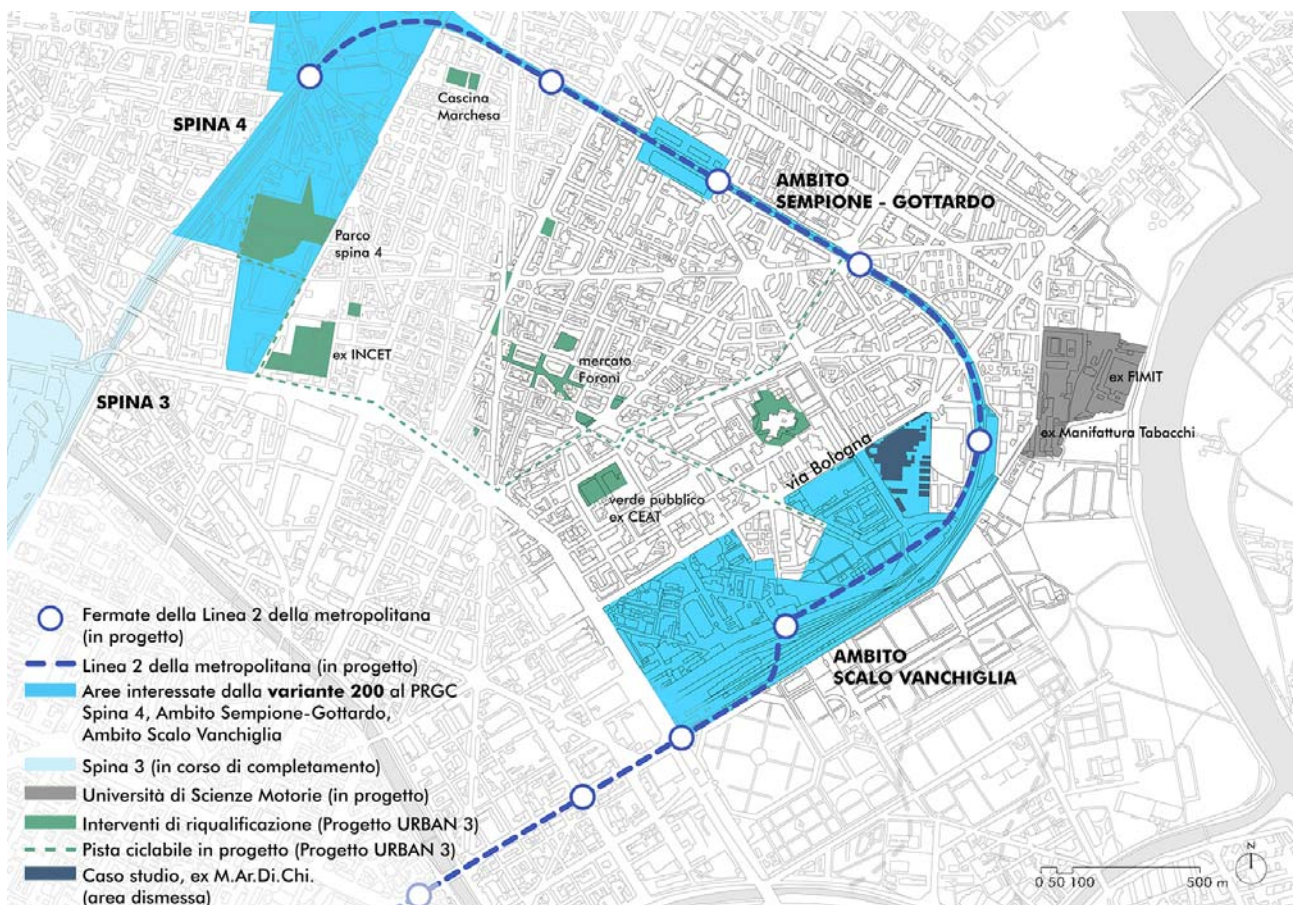 SPINA 4
Cascina
Marchesa
AMBITO
SEMPIONE - GOTTARDO
Parco
spina 4
ex INCET
mercato
Foroni
SPINA 3
ex FIMIT
ex Manifattura Tabacchi
via Bologna
verde pubblico
ex CEAT
AMBITO
SCALO VANCHIGLIA
Fermate della Linea 2 della metropolitana
(in progetto)
Linea 2 della metropolitana (in progetto)
Aree interessate dalla variante 200 al PRGC
Spina 4, Ambito Sempione-Gottardo,
Ambito Scalo Vanchiglia
Spina 3 (in corso di completamento)
Università di Scienze Motorie (in progetto)
Interventi di riqualificazione (Progetto URBAN 3)
Pista ciclabile in progetto (Progetto URBAN 3)
Caso studio, ex M.Ar.Di.Chi.
(area dismessa)
N
0 50 100 500 m